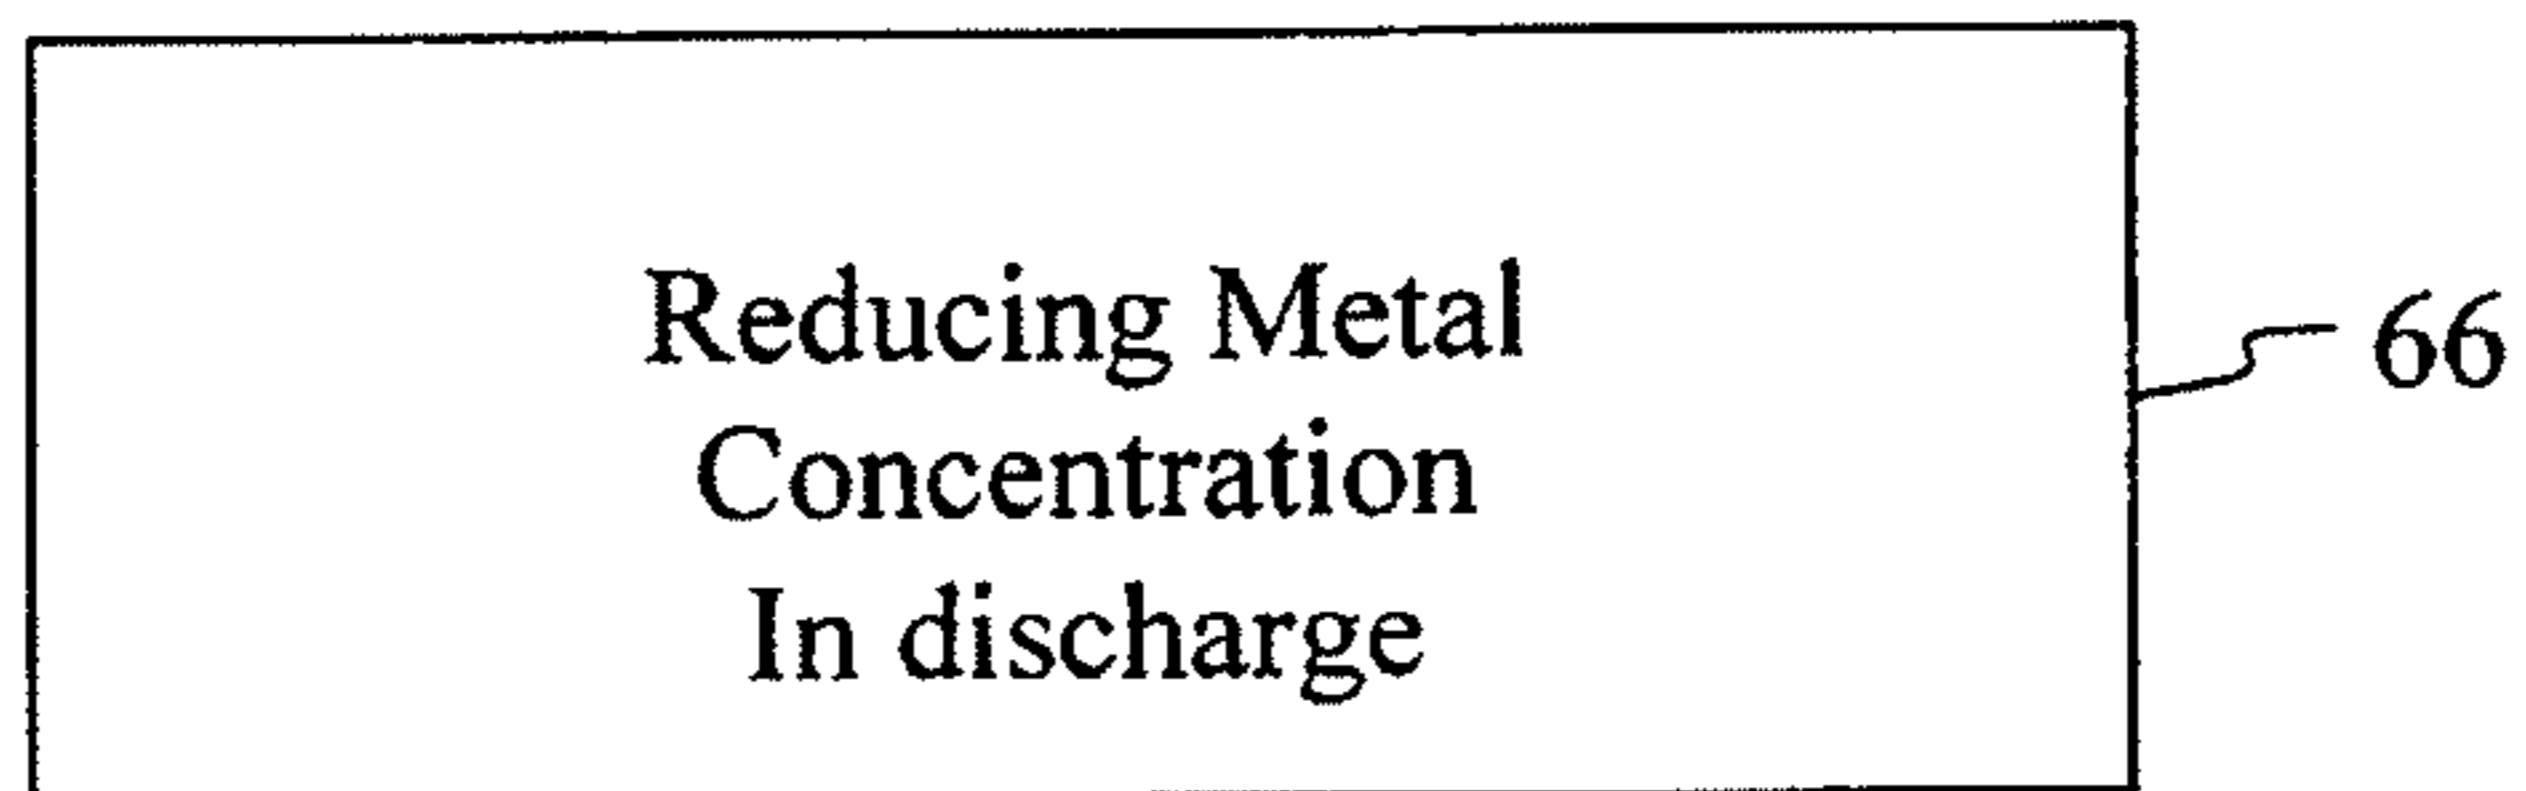 Reducing Metal
Concentration
In discharge
66